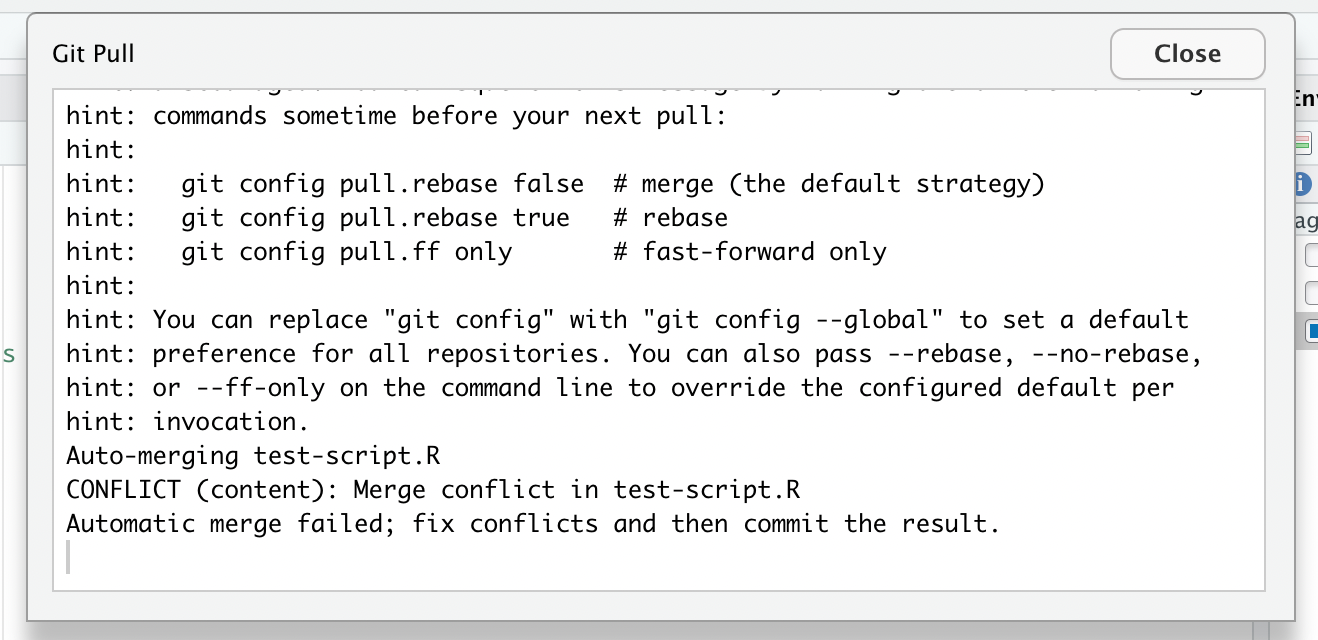 Git Pull
Close
hint: commands sometime before your next pull:
hint:
hint:   git config pull.rebase false  # merge (the default strategy)
hint:   git config pull.rebase true   # rebase
hint:   git config pull.ff only       # fast-forward only
hint:
hint: You can replace "git config" with "git config --global" to set a default
hint: preference for all repositories. You can also pass --rebase, --no-rebase,
hint: or --ff-only on the command line to override the configured default per
hint: invocation.
Auto-merging test-script.R
CONFLICT (content): Merge conflict in test-script.R
Automatic merge failed; fix conflicts and then commit the result.
s